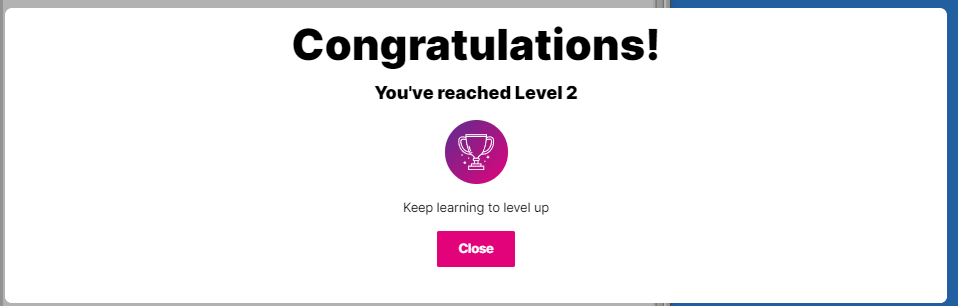 Congratulations!
You've reached Level 2
Keep learning to level up
Close